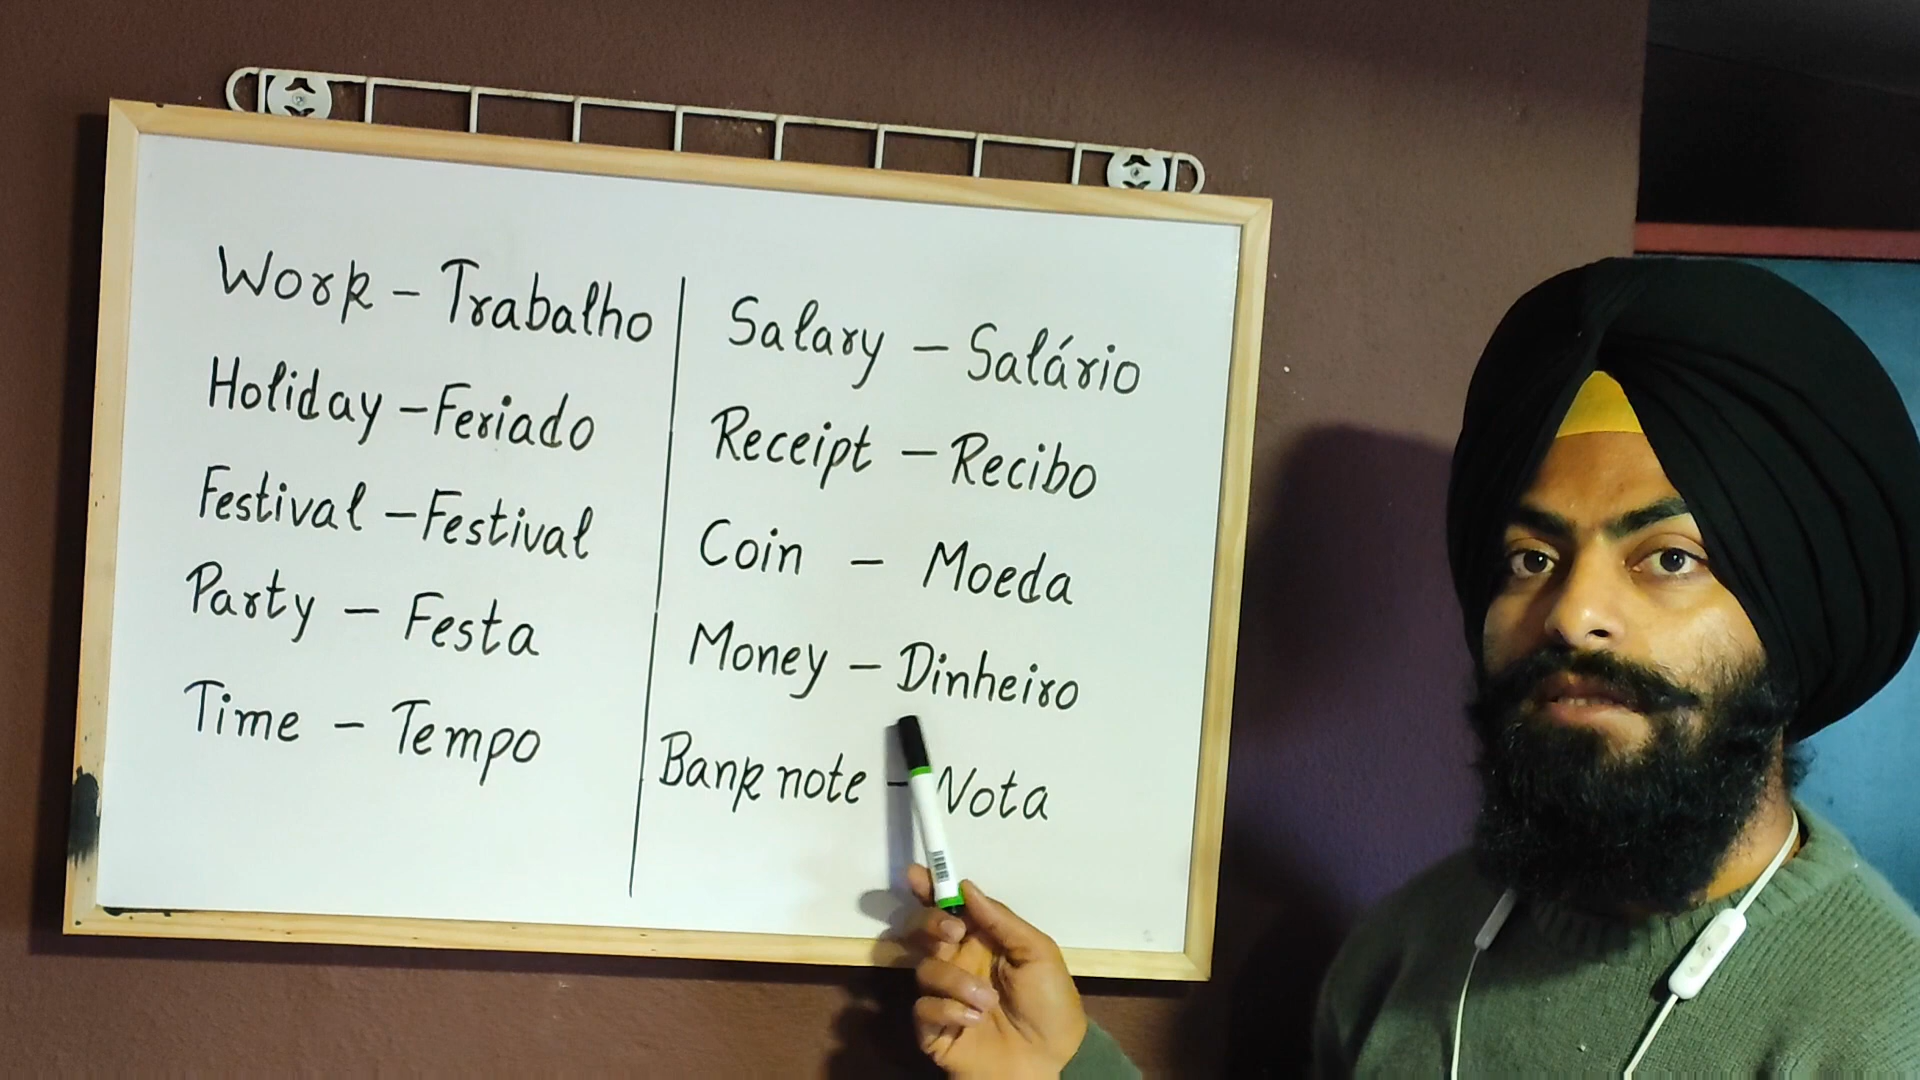 Work - Trabalho
Holiday - Feriado
Festival - Festival
Party - Festa
Time - Tempo
Salary - Salário
Receipt - Recibo
Coin - Moeda
Money - Dinheiro
Bank note - Nota